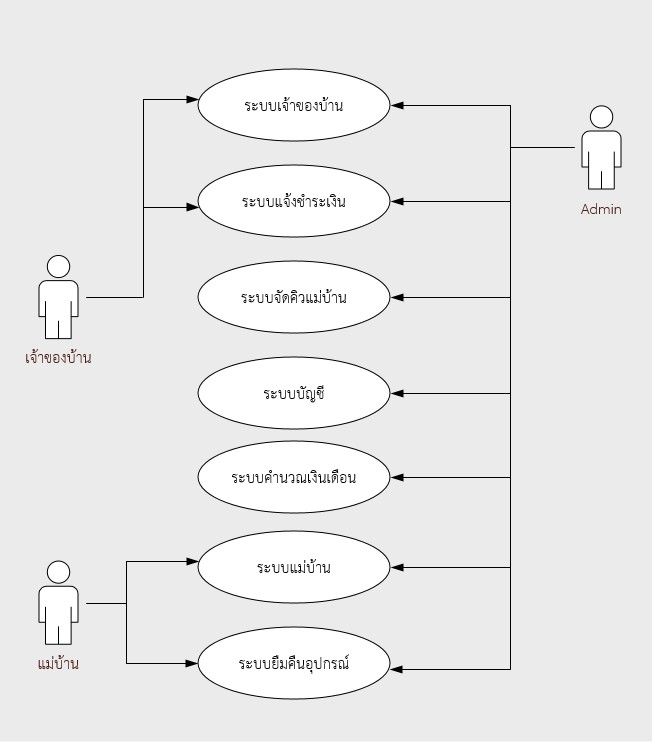 ระบบเจ้าของบ้าน
Admin
ระบบแจ้งชำระเงิน
ระบบจัดคิวแม่บ้าน
เจ้าของบ้าน
ระบบบัญชี
ระบบคำนวณเงินเดือน
ระบบแม่บ้าน
ระบบยืมคืนอุปกรณ์
แม่บ้าน